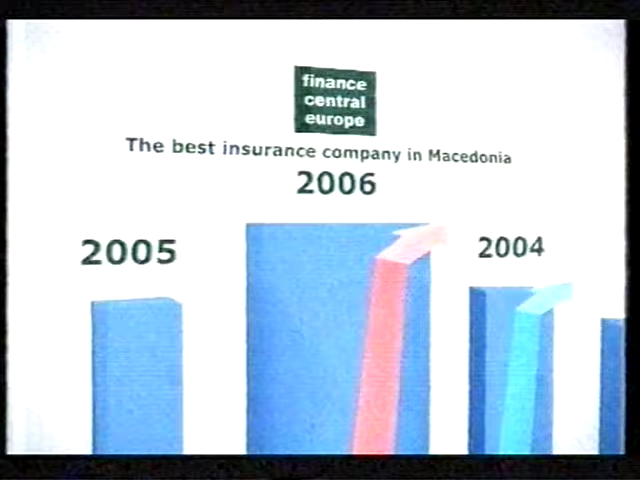 finance
central
europe
The best insurance company in Macedonia
2006
2005
2004